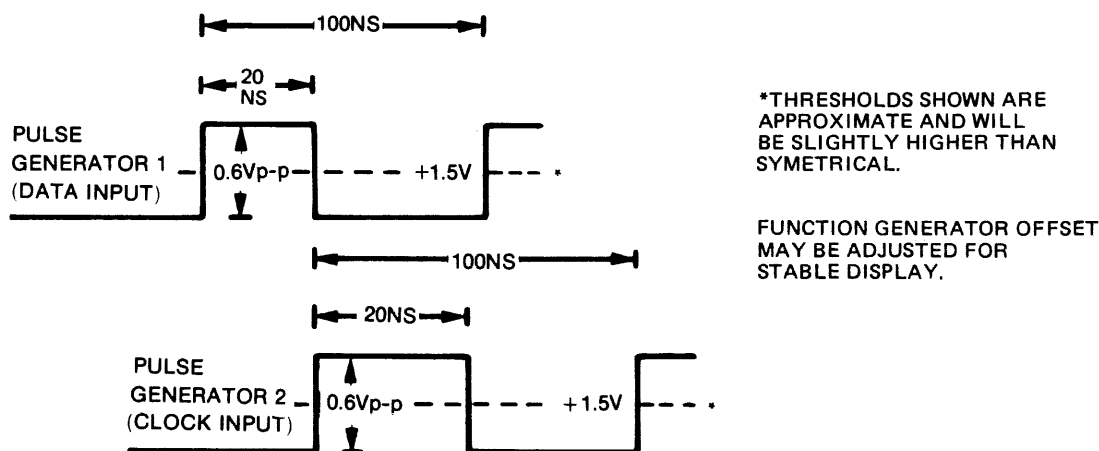 100NS
20
NS
PULSE
GENERATOR 1
(DATA INPUT)
0.6Vp-p
+1.5V
*
*THRESHOLDS SHOWN ARE
APPROXIMATE AND WILL
BE SLIGHTLY HIGHER THAN
SYMETRICAL.
FUNCTION GENERATOR OFFSET
MAY BE ADJUSTED FOR
STABLE DISPLAY.
100NS
20NS
PULSE
GENERATOR 2
(CLOCK INPUT)
0.6Vp-p
+1.5V
*